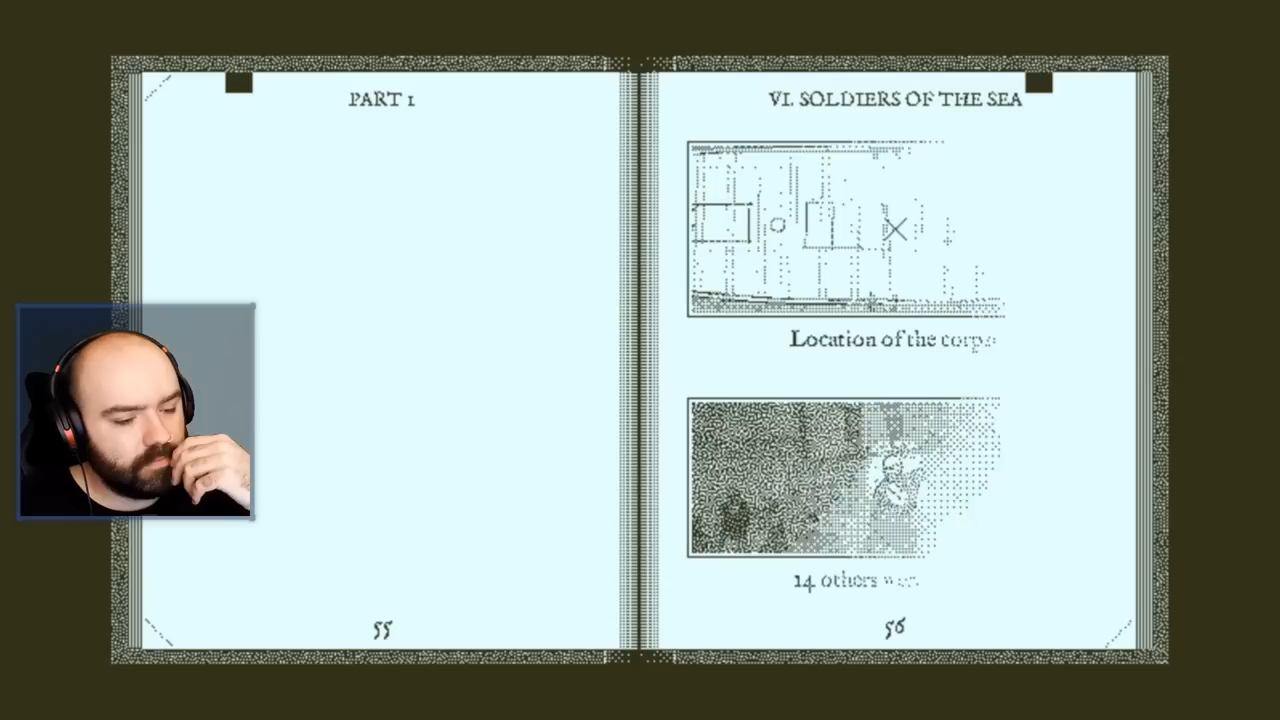 PART 1
VI. SOLDIERS OF THE SEA
Location of the
14 others
55
56